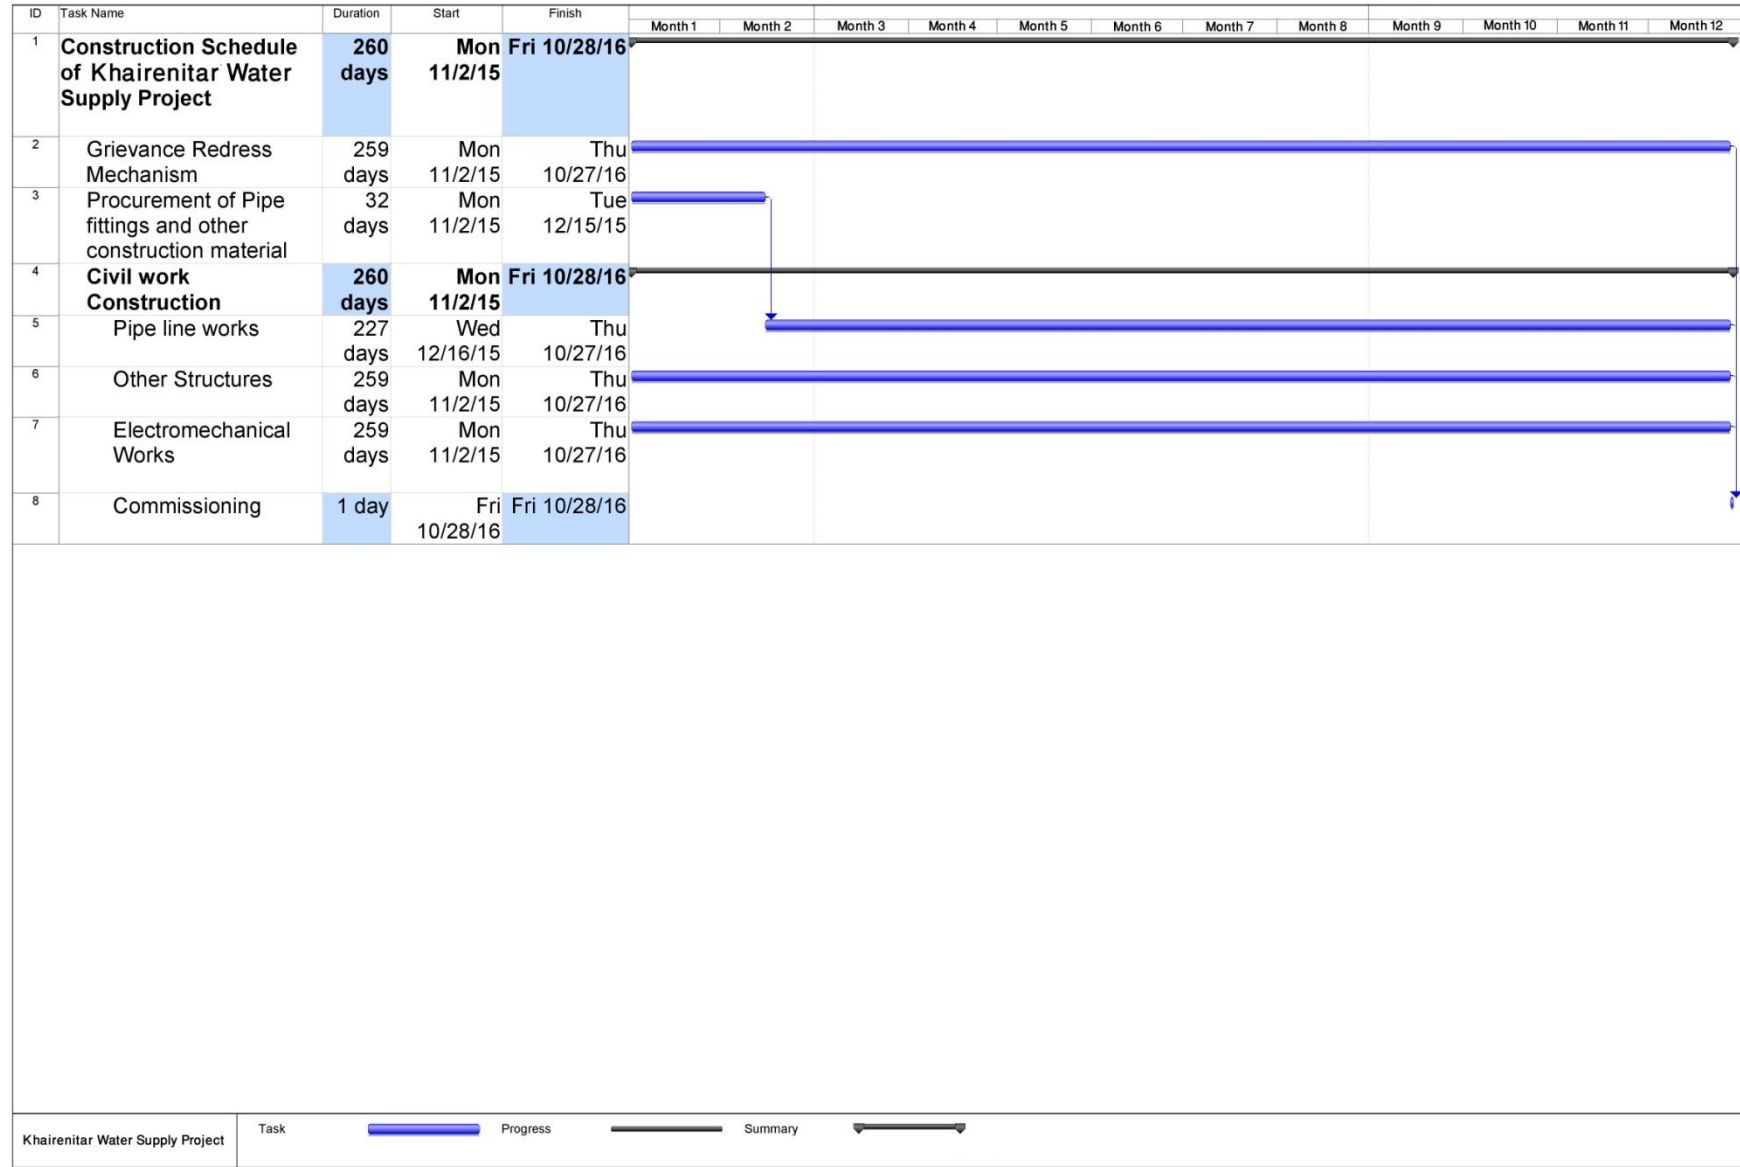 ID Task Name Duration Start Finish
Month 1 Month 2 Month 3 Month 4 Month 5 Month 6 Month 7 Month 8 Month 9 Month 10 Month 11 Month 12
1 Construction Schedule 260 Mon Fri 10/28/16
of Khairenitar Water days 11/2/15
Supply Project
2 Grievance Redress 259 Mon Thu
Mechanism days 11/2/15 10/27/16
3 Procurement of Pipe 32 Mon Tue
fittings and other days 11/2/15 12/15/15
construction material
4 Civil work 260 Mon Fri 10/28/16
Construction days 11/2/15
5 Pipe line works 227 Wed Thu
days 12/16/15 10/27/16
6 Other Structures 259 Mon Thu
days 11/2/15 10/27/16
7 Electromechanical 259 Mon Thu
Works days 11/2/15 10/27/16
8 Commissioning 1 day Fri Fri 10/28/16
10/28/16
Khairenitar Water Supply Project Task Progress Summary